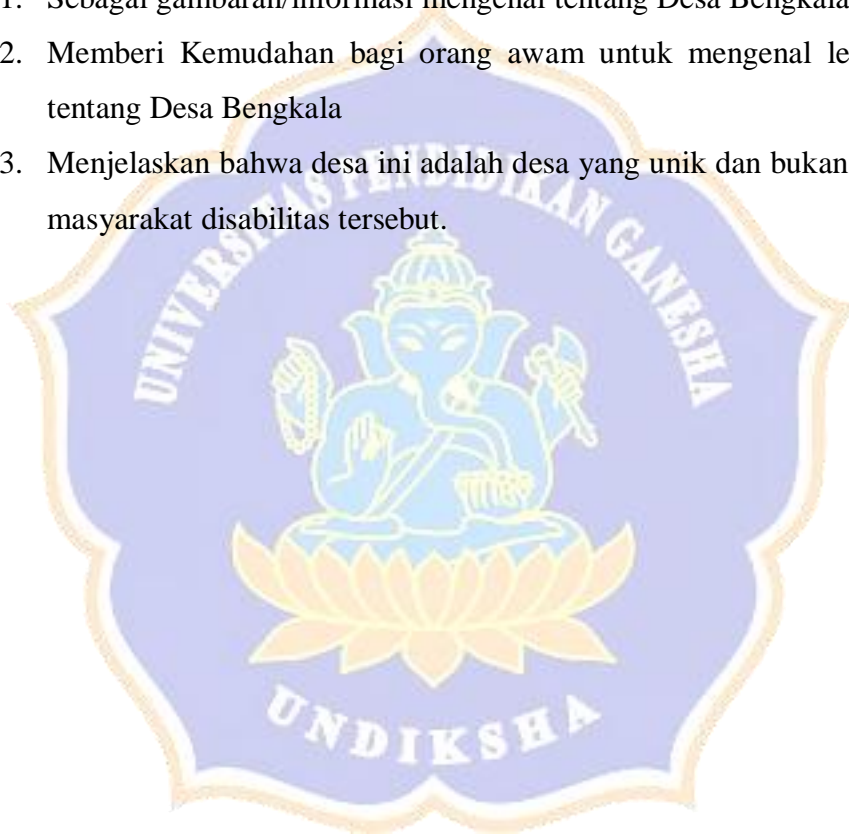 1. Sebagai gambaran/informasi mengenai tentang Desa Bengkala
2. Memberi Kemudahan bagi orang awam untuk mengenal le
tentang Desa Bengkala
3. Menjelaskan bahwa desa ini adalah desa yang unik dan bukan
masyarakat disabilitas tersebut.
UNIVERSITAS PENDIDIKAN GANESHA
UNDIKSHA